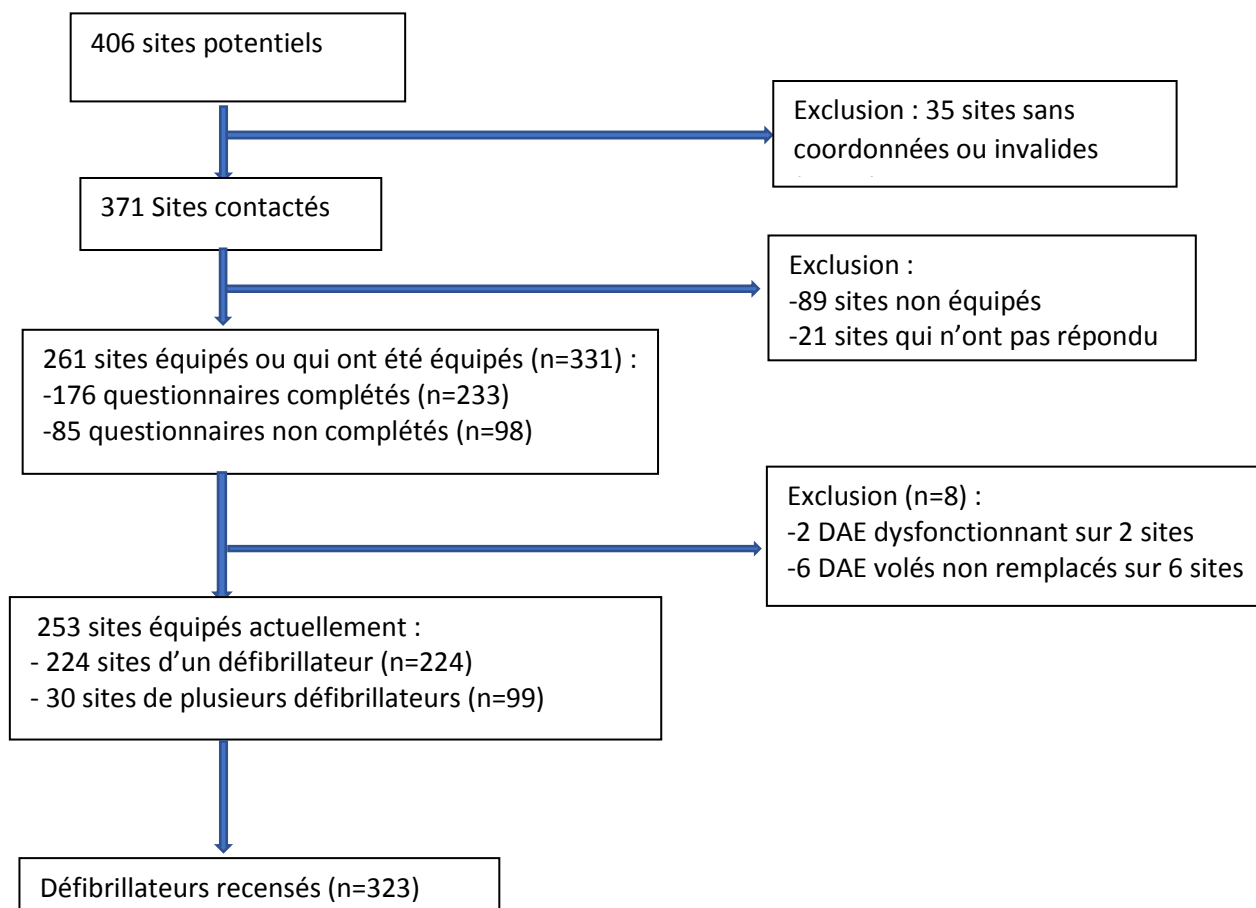 406 sites potentiels
Exclusion : 35 sites sans
coordonnées ou invalides
371 Sites contactés
Exclusion :
-89 sites non équipés
-21 sites qui n’ont pas répondu
261 sites équipés ou qui ont été équipés (n=331) :
-176 questionnaires complétés (n=233)
-85 questionnaires non complétés (n=98)
Exclusion (n=8) :
-2 DAE dysfonctionnant sur 2 sites
-6 DAE volés non remplacés sur 6 sites
253 sites équipés actuellement :
- 224 sites d’un défibrillateur (n=224)
- 30 sites de plusieurs défibrillateurs (n=99)
Défibrillateurs recensés (n=323)